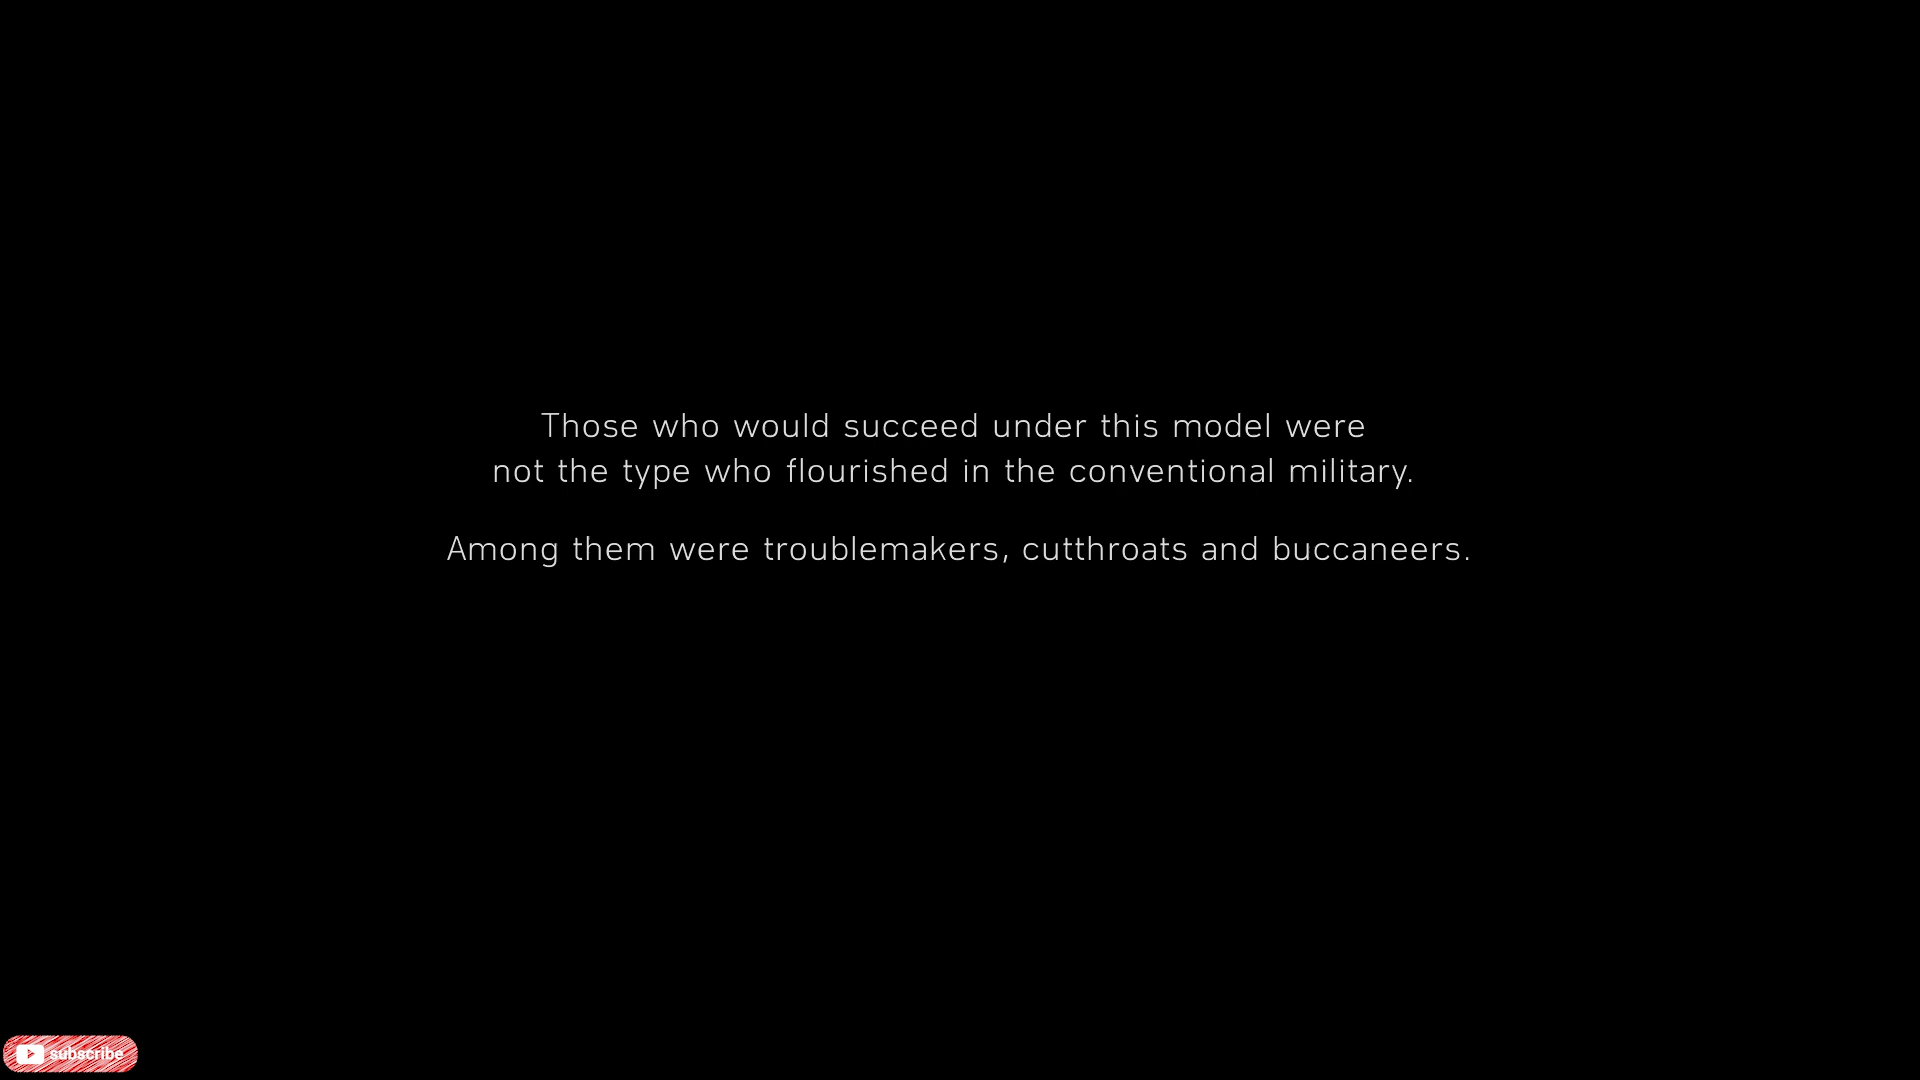 Those who would succeed under this model were
not the type who flourished in the conventional military.
Among them were troublemakers, cutthroats and buccaneers.
subscribe